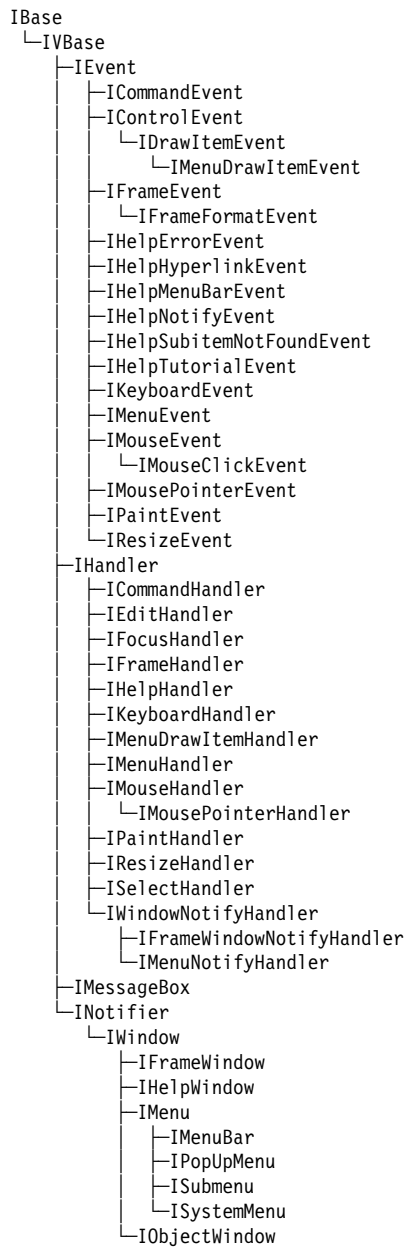 IBase
IVBase
IEvent
ICommandEvent
IControlEvent
IDrawItemEvent
IMenuDrawItemEvent
IFrameEvent
IFrameFormatEvent
IHelpErrorEvent
IHelpHyperlinkEvent
IHelpMenuBarEvent
IHelpNotifyEvent
IHelpSubitemNotFoundEvent
IHelpTutorialEvent
IKeyboardEvent
IMenuEvent
IMouseEvent
IMouseClickEvent
IMousePointerEvent
IPaintEvent
IResizeEvent
IHandler
ICommandHandler
IEditHandler
IFocusHandler
IFrameHandler
IHelpHandler
IKeyboardHandler
IMenuDrawItemHandler
IMenuHandler
IMouseHandler
IMousePointerHandler
IPaintHandler
IResizeHandler
ISelectHandler
IWindowNotifyHandler
IFrameWindowNotifyHandler
IMenuNotifyHandler
IMessageBox
INotifier
IWindow
IFrameWindow
IHelpWindow
IMenu
IMenuBar
IPopUpMenu
ISubmenu
ISystemMenu
IObjectWindow